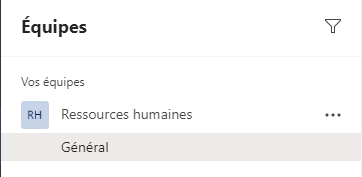 Équipes
Vos équipes
RH Ressources humaines
Général